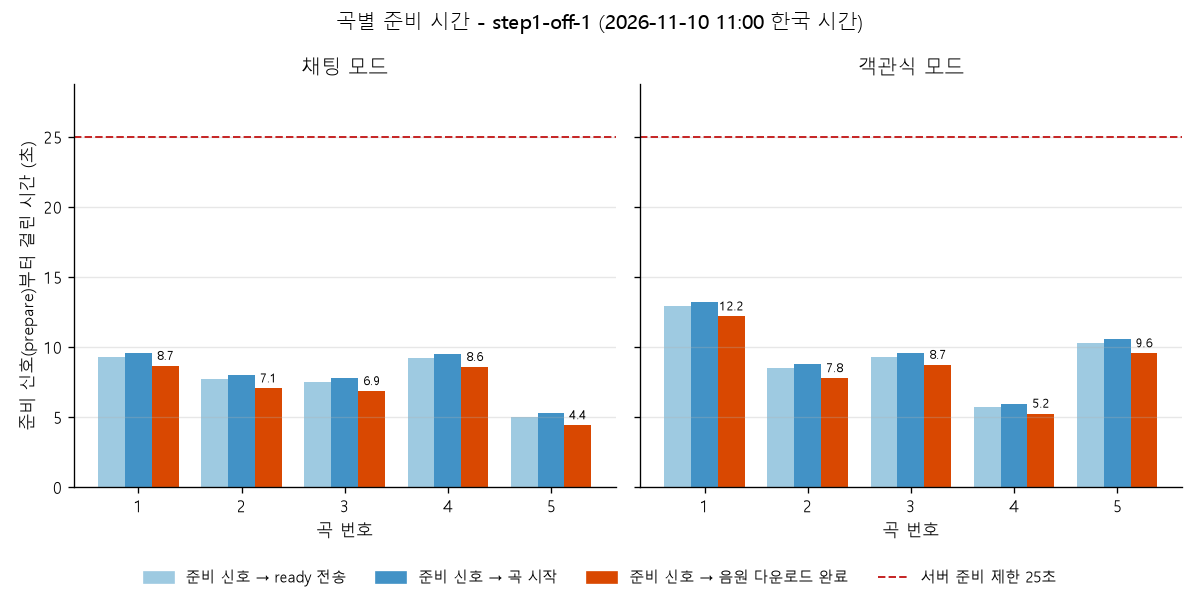 곡별 준비 시간 - step1-off-1 (2026-11-10 11:00 한국 시간)
채팅 모드
객관식 모드
준비 신호(prepare)부터 걸린 시간 (초)
25
20
15
10
5
0
8.7
7.1
6.9
8.6
4.4
12.2
7.8
8.7
5.2
9.6
1 2 3 4 5
1 2 3 4 5
곡 번호
곡 번호
준비 신호 → ready 전송
준비 신호 → 곡 시작
준비 신호 → 음원 다운로드 완료
서버 준비 제한 25초